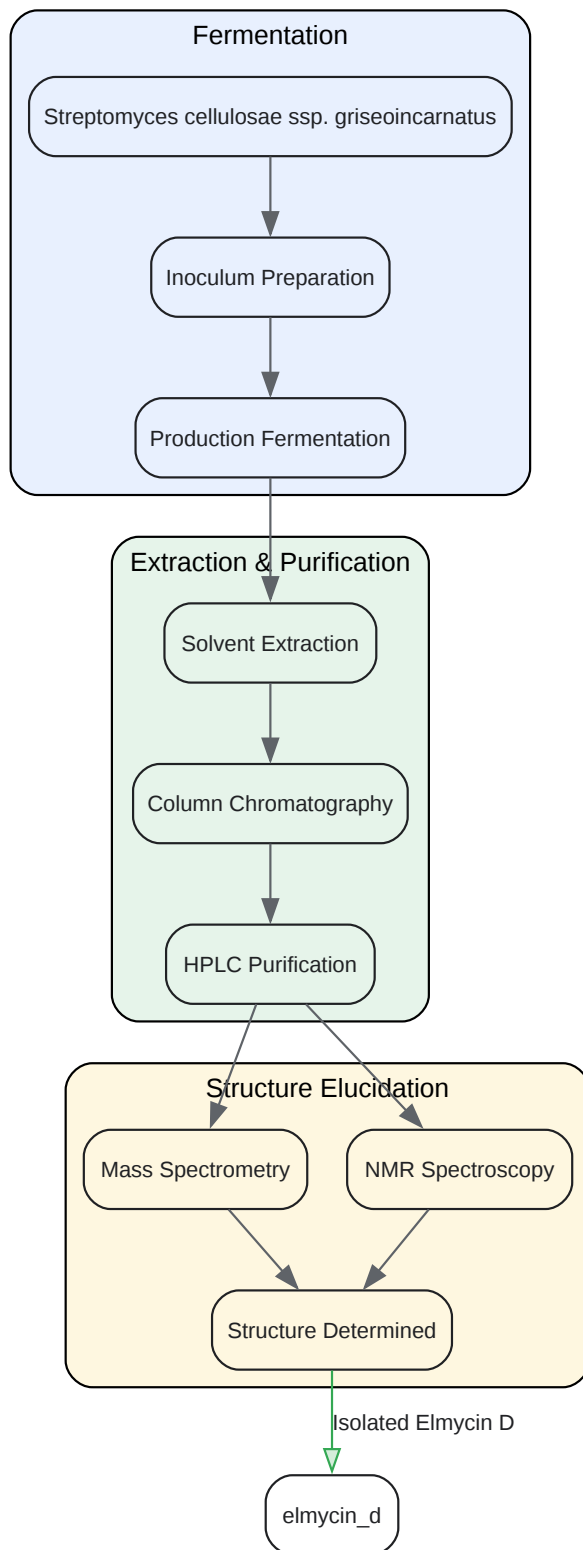 Fermentation
Streptomyces cellulosae ssp. griseoincarnatus
Inoculum Preparation
Production Fermentation
Extraction & Purification
Solvent Extraction
Column Chromatography
HPLC Purification
Structure Elucidation
Mass Spectrometry
NMR Spectroscopy
Structure Determined
Isolated Elmycin D
elmycin_d